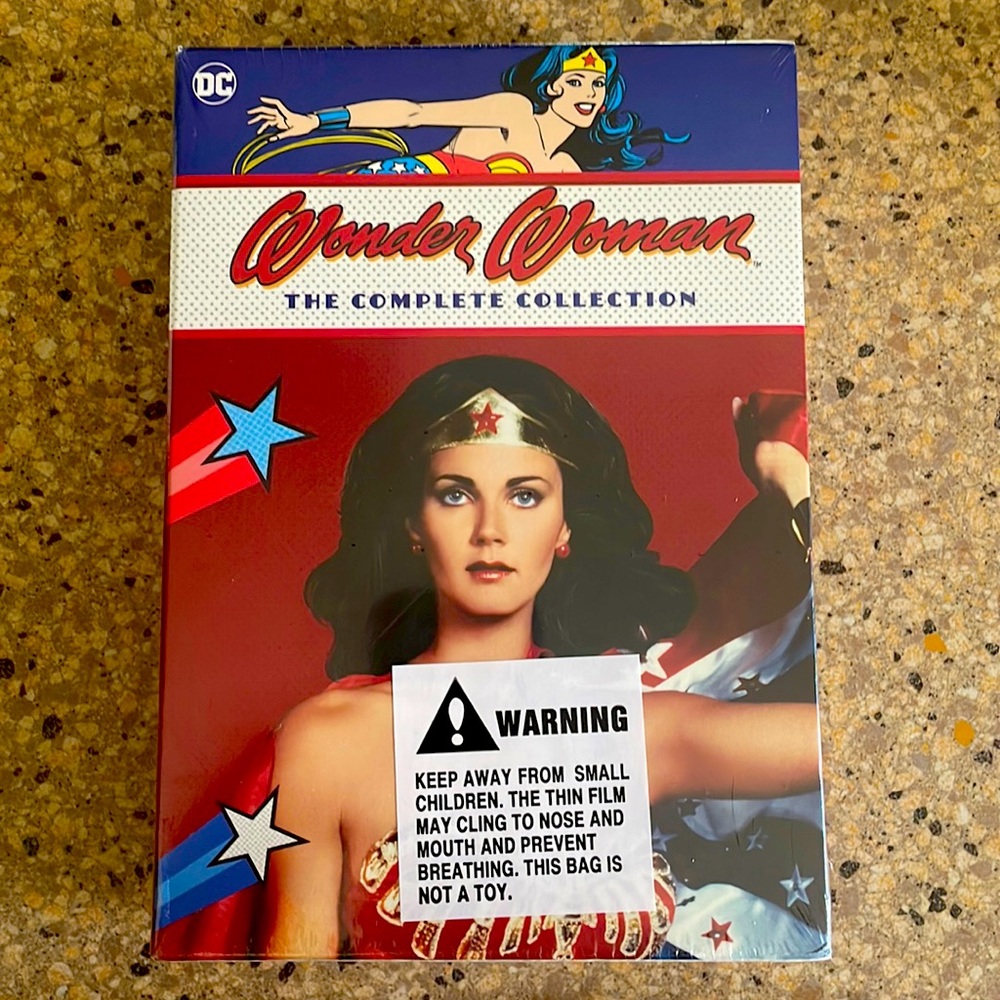 DC
Wonder Woman™
THE COMPLETE COLLECTION
WARNING
KEEP AWAY FROM SMALL
CHILDREN. THE THIN FILM
MAY CLING TO NOSE AND
MOUTH AND PREVENT
BREATHING. THIS BAG IS
NOT A TOY.